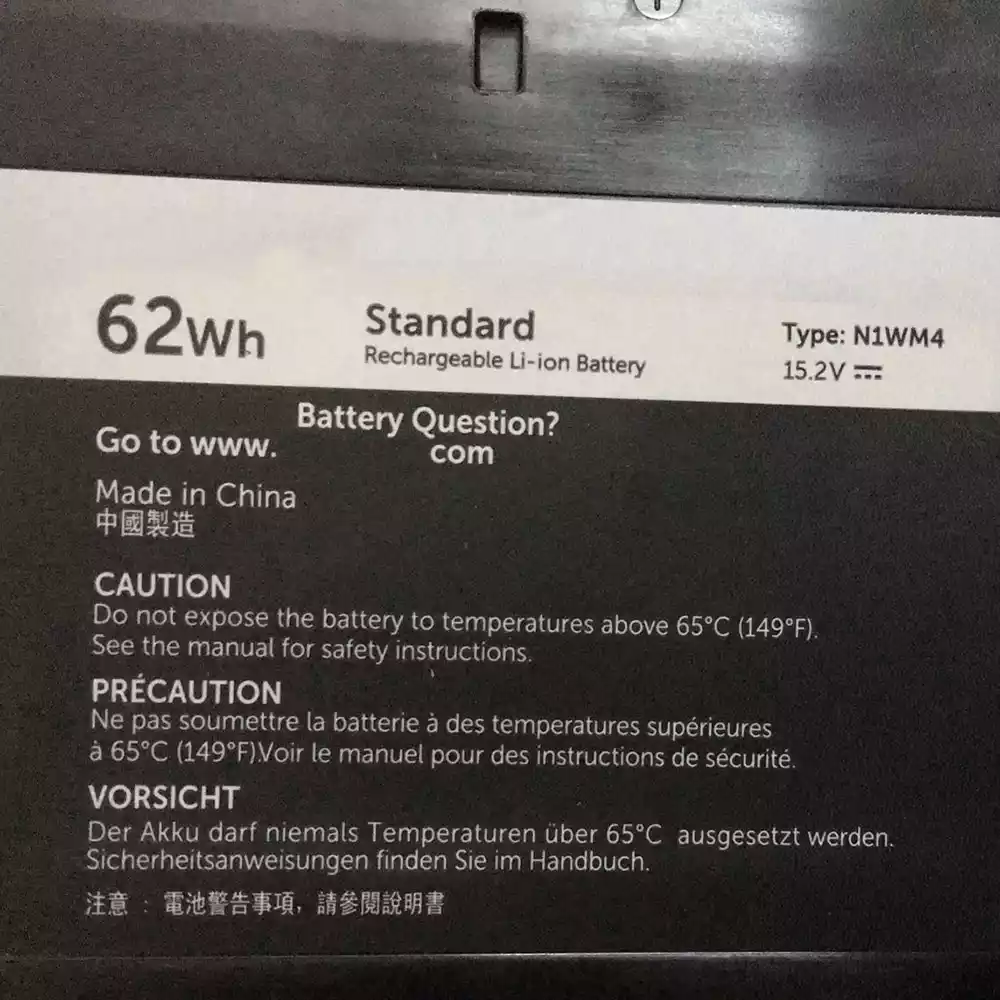 62Wh
Standard
Rechargeable Li-ion Battery
Type: N1WM4
15.2V ⎓
Battery Question?
Go to www. com
Made in China
中國製造
CAUTION
Do not expose the battery to temperatures above 65°C (149°F).
See the manual for safety instructions.
PRÉCAUTION
Ne pas soumettre la batterie à des temperatures supérieures
à 65°C (149°F).Voir le manuel pour des instructions de sécurité.
VORSICHT
Der Akku darf niemals Temperaturen über 65°C ausgesetzt werden.
Sicherheitsanweisungen finden Sie im Handbuch.
注意 : 電池警告事項，請參閱說明書